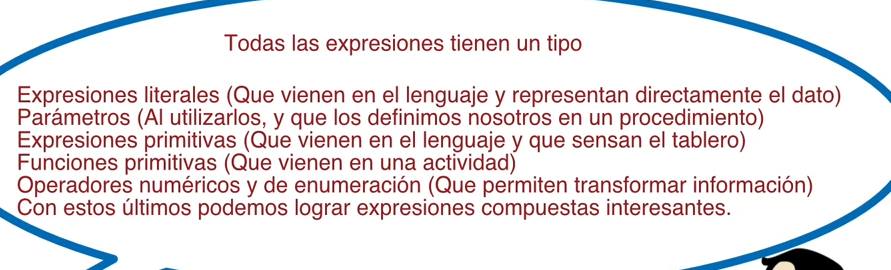 Todas las expresiones tienen un tipo
Expresiones literales (Que vienen en el lenguaje y representan directamente el dato)
Parámetros (Al utilizarlos, y que los definimos nosotros en un procedimiento)
Expresiones primitivas (Que vienen en el lenguaje y que sensan el tablero)
Funciones primitivas (Que vienen en una actividad)
Operadores numéricos y de enumeración (Que permiten transformar información)
Con estos últimos podemos lograr expresiones compuestas interesantes.